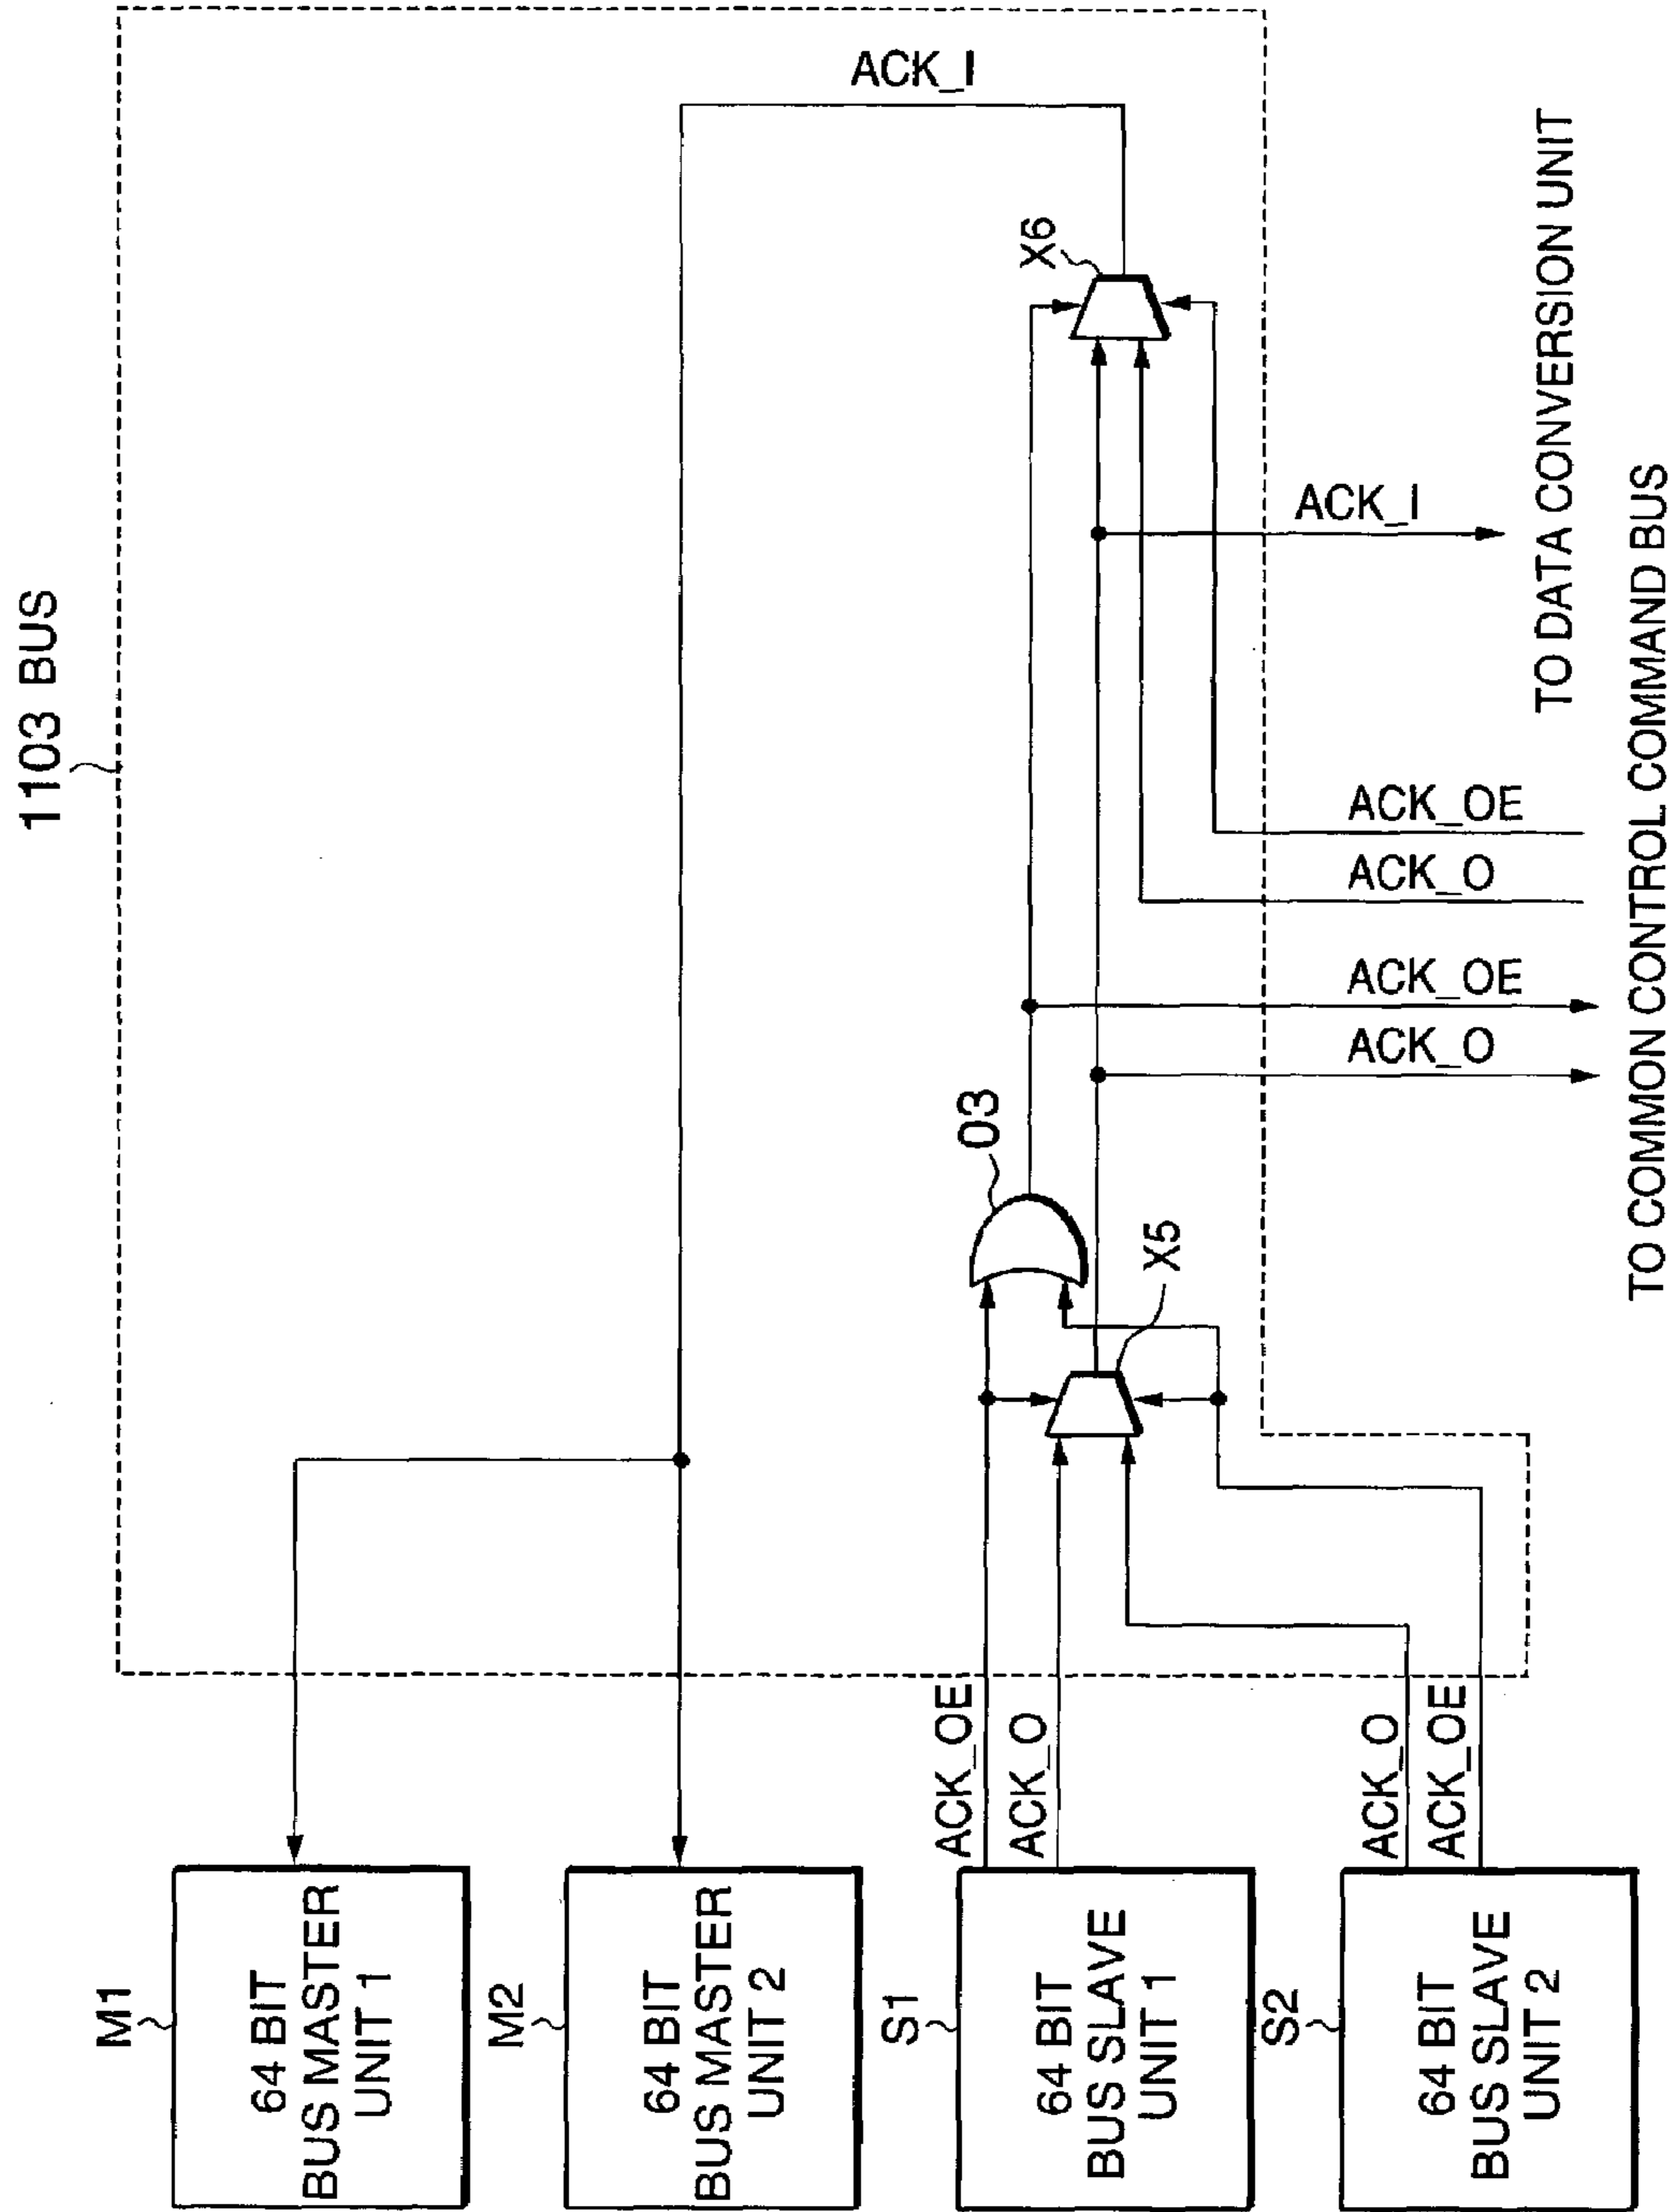 1103 BUS
M1
64 BIT
BUS MASTER
UNIT 1
M2
64 BIT
BUS MASTER
UNIT 2
S1
64 BIT
BUS SLAVE
UNIT 1
S2
64 BIT
BUS SLAVE
UNIT 2
ACK_I
ACK_OE
ACK_O
ACK_O
ACK_OE
O3
X5
X6
ACK_O
ACK_OE
ACK_O
ACK_OE
ACK_I
TO DATA CONVERSION UNIT
TO COMMON CONTROL COMMAND BUS